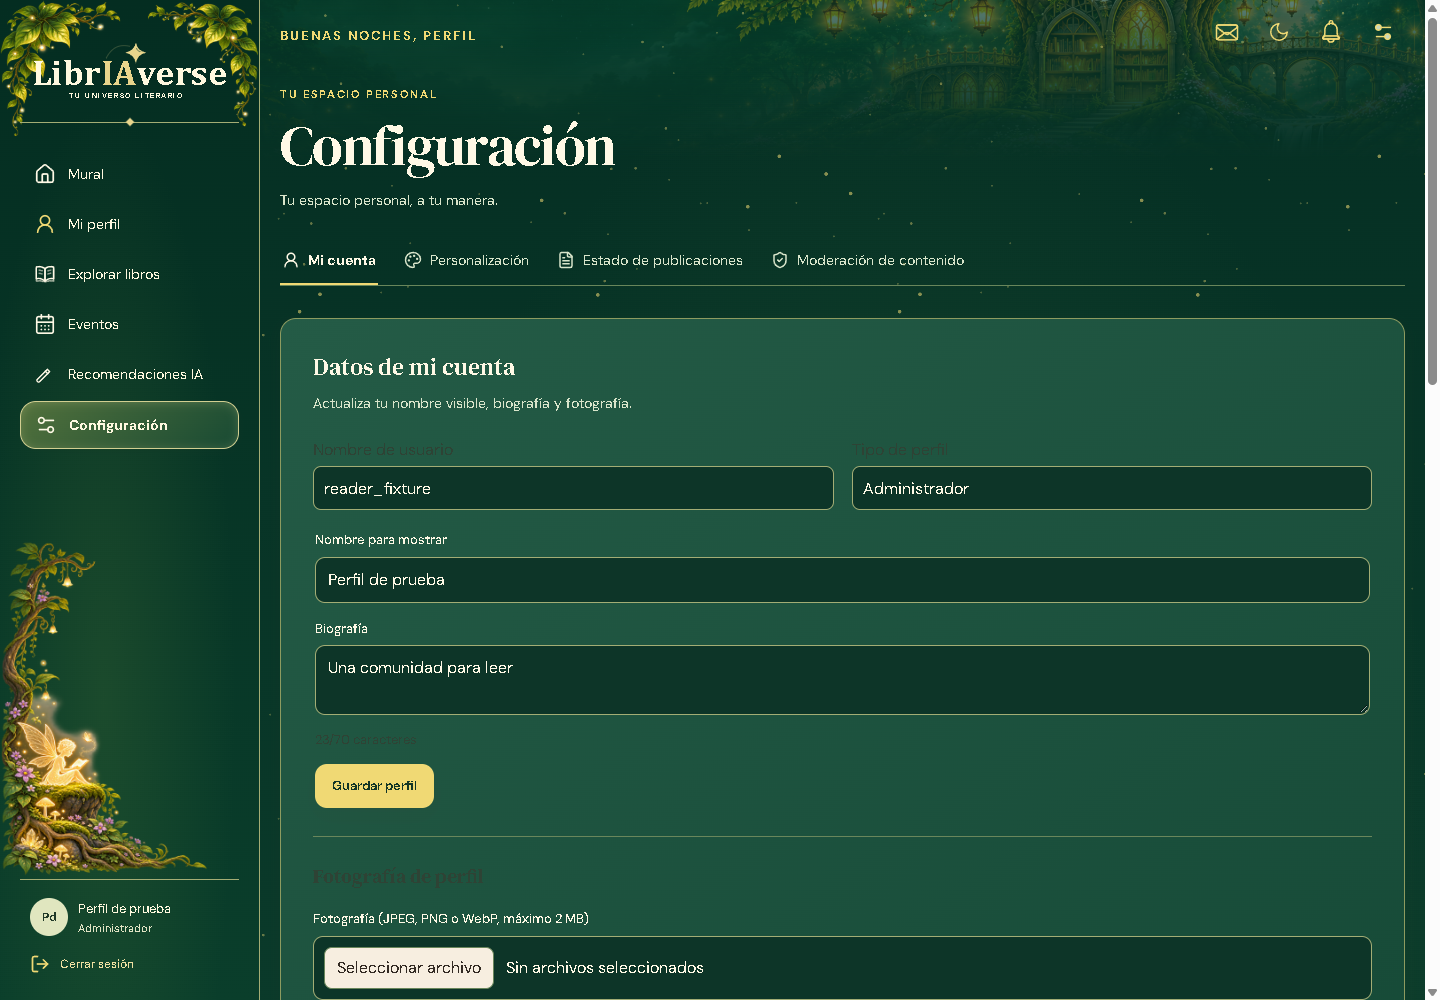 LibrIAverse
TU UNIVERSO LITERARIO
Mural
Mi perfil
Explorar libros
Eventos
Recomendaciones IA
Configuración
Pd
Perfil de prueba
Administrador
Cerrar sesión
BUENAS NOCHES, PERFIL
TU ESPACIO PERSONAL
Configuración
Tu espacio personal, a tu manera.
Mi cuenta
Personalización
Estado de publicaciones
Moderación de contenido
Datos de mi cuenta
Actualiza tu nombre visible, biografía y fotografía.
Nombre de usuario
Tipo de perfil
reader_fixture
Administrador
Nombre para mostrar
Perfil de prueba
Biografía
Una comunidad para leer
23/70 caracteres
Guardar perfil
Fotografía de perfil
Fotografía (JPEG, PNG o WebP, máximo 2 MB)
Seleccionar archivo
Sin archivos seleccionados